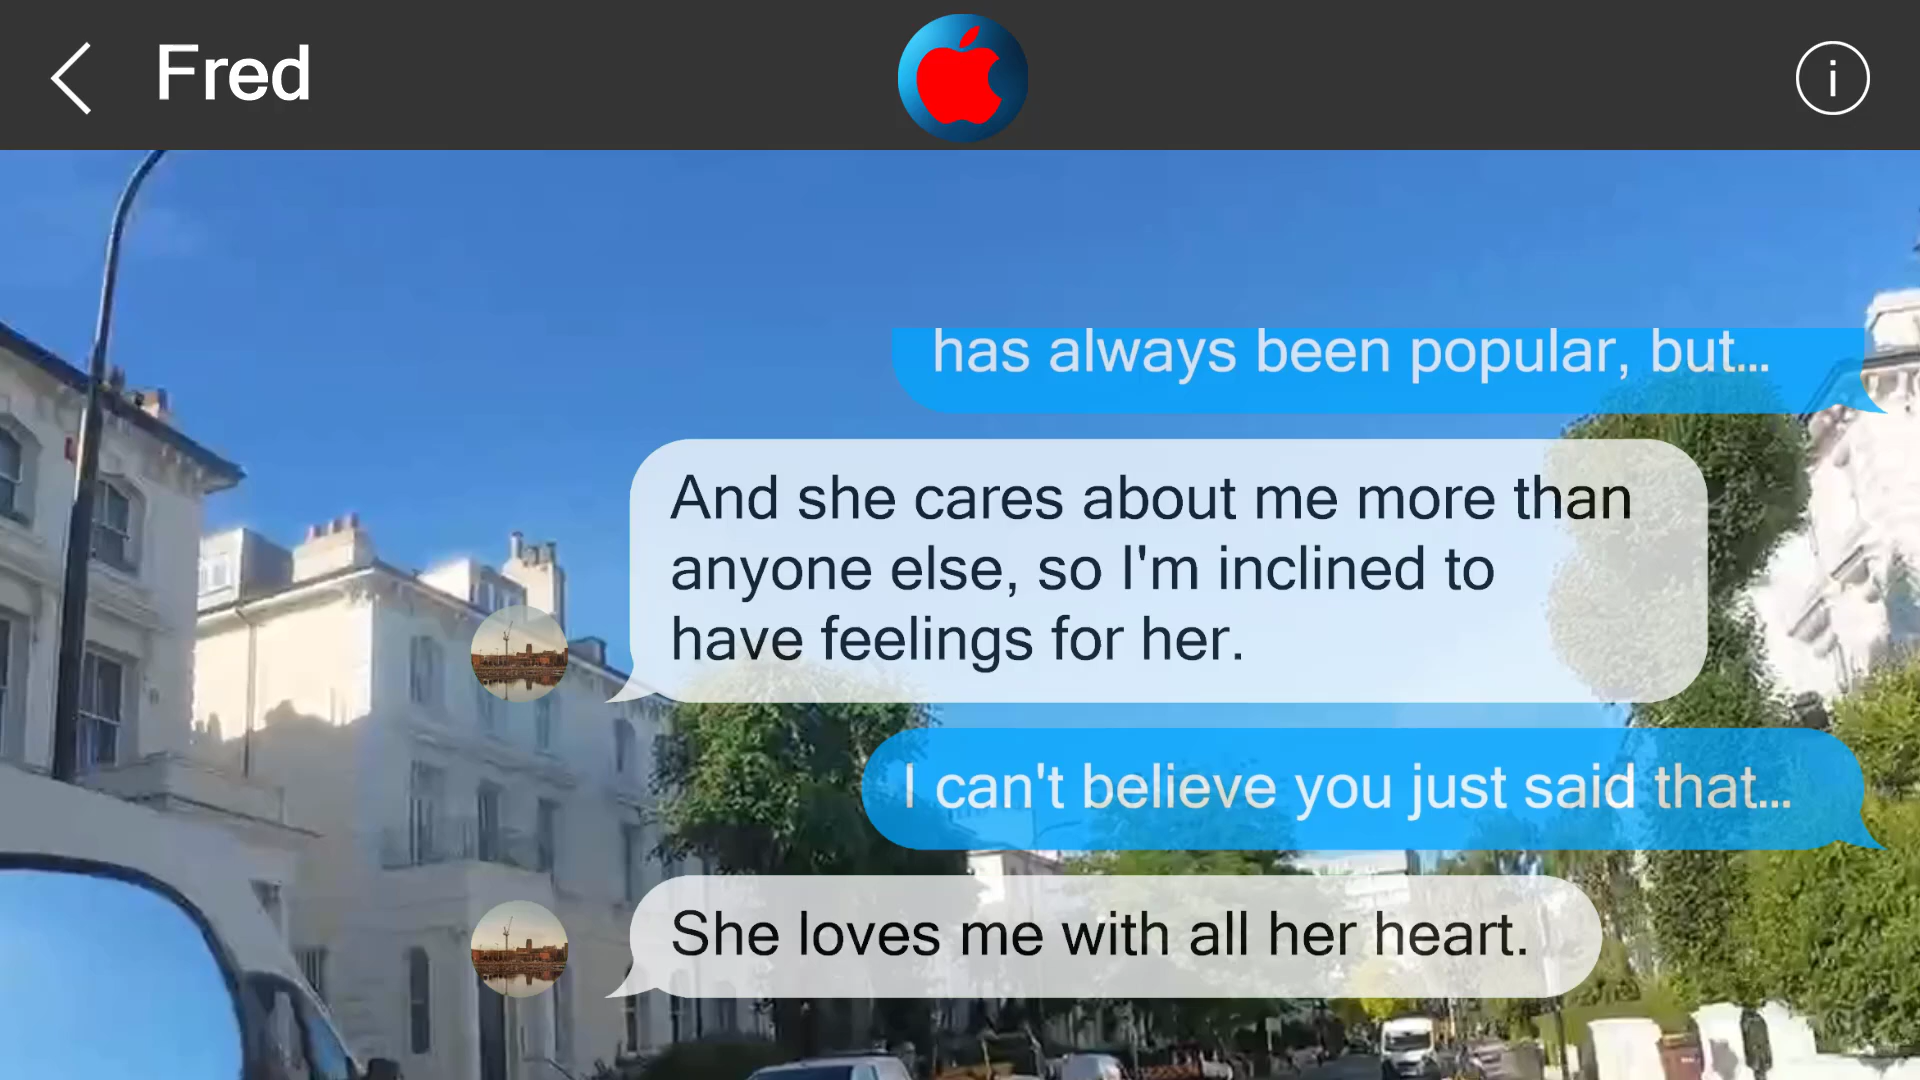 Fred
has always been popular, but...
And she cares about me more than
anyone else, so I'm inclined to
have feelings for her.
I can't believe you just said that...
She loves me with all her heart.